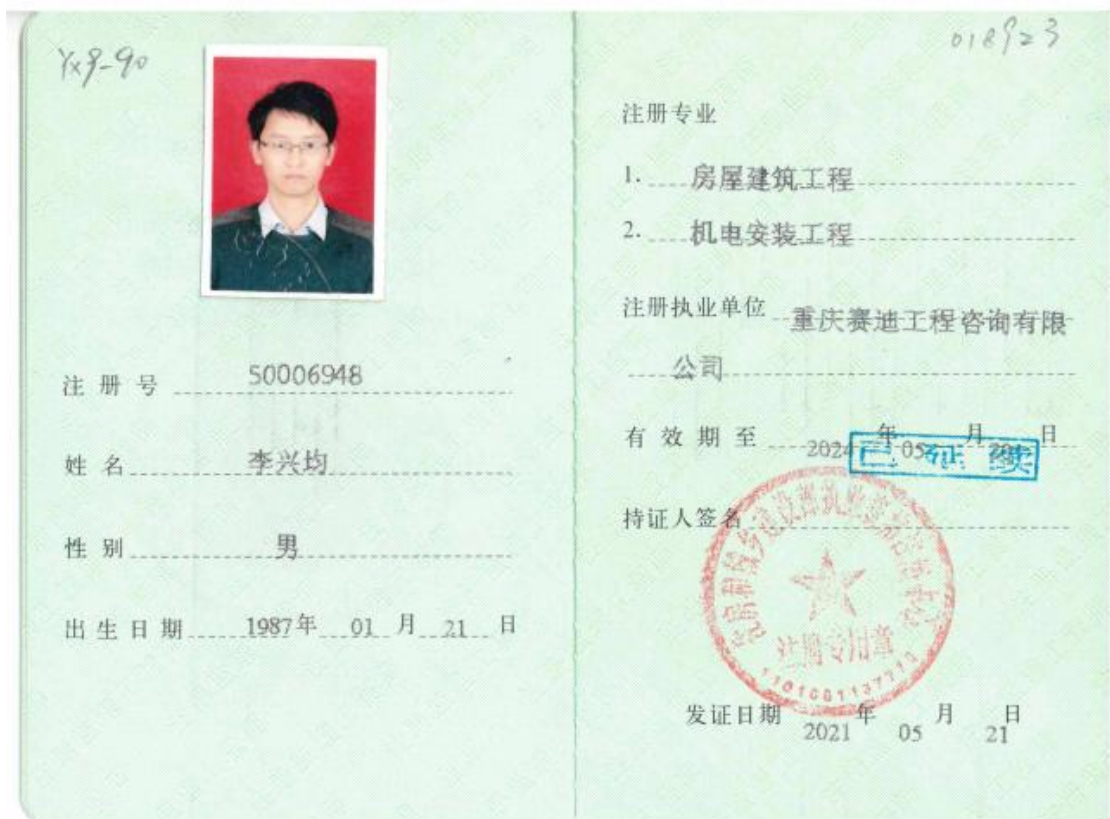 注 册 号 50006948
姓 名 李兴均
性 别 男
出 生 日 期 1987 年 01 月 21 日
018923
注册专业
1. 房屋建筑工程
2. 机电安装工程
注册执业单位 重庆赛迪工程咨询有限
公司
有 效 期 至 2024 年 05 月 日
已 延 续
持证人签名
注册专用章
发证日期 2021 年 05 月 21 日